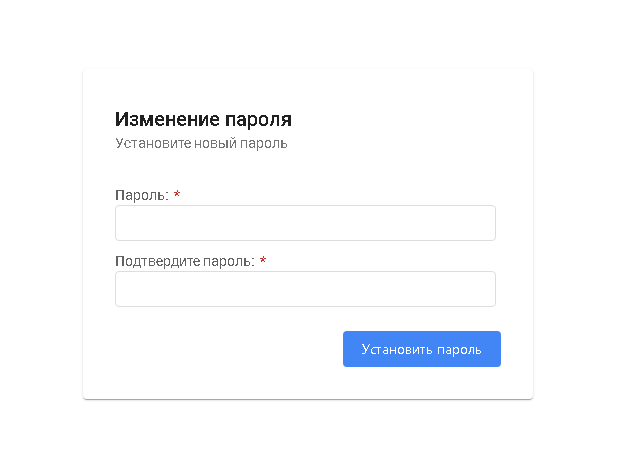 Изменение пароля
Установите новый пароль
Пароль: *
Подтвердите пароль: *
Установить пароль